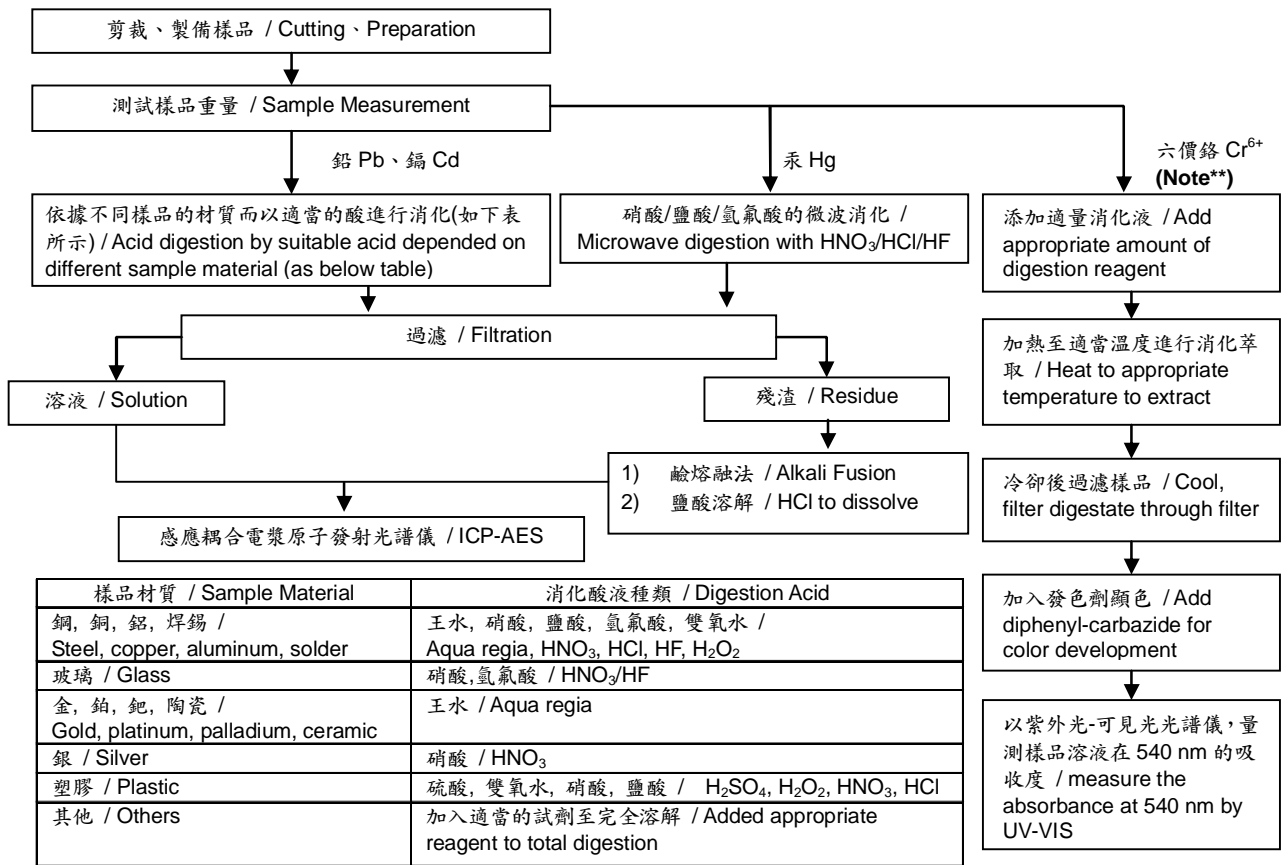 剪裁、製備樣品 / Cutting、Preparation
測試樣品重量 / Sample Measurement
鉛 Pb、鎘 Cd
汞 Hg
六價鉻 Cr6+
(Note**)
依據不同樣品的材質而以適當的酸進行消化(如下表
所示) / Acid digestion by suitable acid depended on
different sample material (as below table)
硝酸/鹽酸/氫氟酸的微波消化 /
Microwave digestion with HNO3/HCl/HF
添加適量消化液 / Add
appropriate amount of
digestion reagent
過濾 / Filtration
加熱至適當溫度進行消化萃
取 / Heat to appropriate
temperature to extract
溶液 / Solution
殘渣 / Residue
1) 鹼熔融法 / Alkali Fusion
2) 鹽酸溶解 / HCl to dissolve
冷卻後過濾樣品 / Cool,
filter digestate through filter
感應耦合電漿原子發射光譜儀 / ICP-AES
加入發色劑顯色 / Add
diphenyl-carbazide for
color development
以紫外光-可見光光譜儀,量
測樣品溶液在 540 nm 的吸
收度 / measure the
absorbance at 540 nm by
UV-VIS
樣品材質 / Sample Material
消化酸液種類 / Digestion Acid
鋼, 銅, 鋁, 焊錫 /
Steel, copper, aluminum, solder
王水, 硝酸, 鹽酸, 氫氟酸, 雙氧水 /
Aqua regia, HNO3, HCl, HF, H2O2
玻璃 / Glass
硝酸,氫氟酸 / HNO3/HF
金, 鉑, 鈀, 陶瓷 /
Gold, platinum, palladium, ceramic
王水 / Aqua regia
銀 / Silver
硝酸 / HNO3
塑膠 / Plastic
硫酸, 雙氧水, 硝酸, 鹽酸 / H2SO4, H2O2, HNO3, HCl
其他 / Others
加入適當的試劑至完全溶解 / Added appropriate
reagent to total digestion